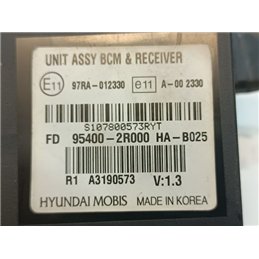 UNIT ASSY BCM & RECEIVER
E11 97RA-012330 e11 A-00 2330
S107800573RYT
FD 95400-2R000 HA-B025
R1 A3190573 V:1.3
HYUNDAI MOBIS MADE IN KOREA